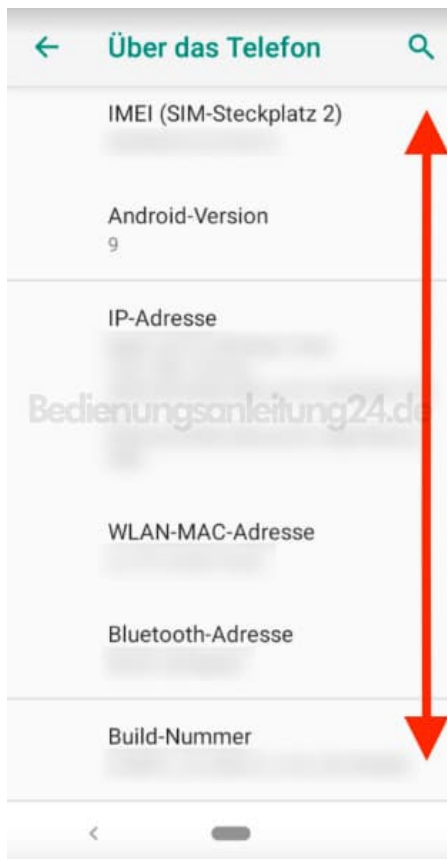 Über das Telefon
IMEI (SIM-Steckplatz 2)
Android-Version
9
IP-Adresse
Bedienungsanleitung24.de
WLAN-MAC-Adresse
Bluetooth-Adresse
Build-Nummer